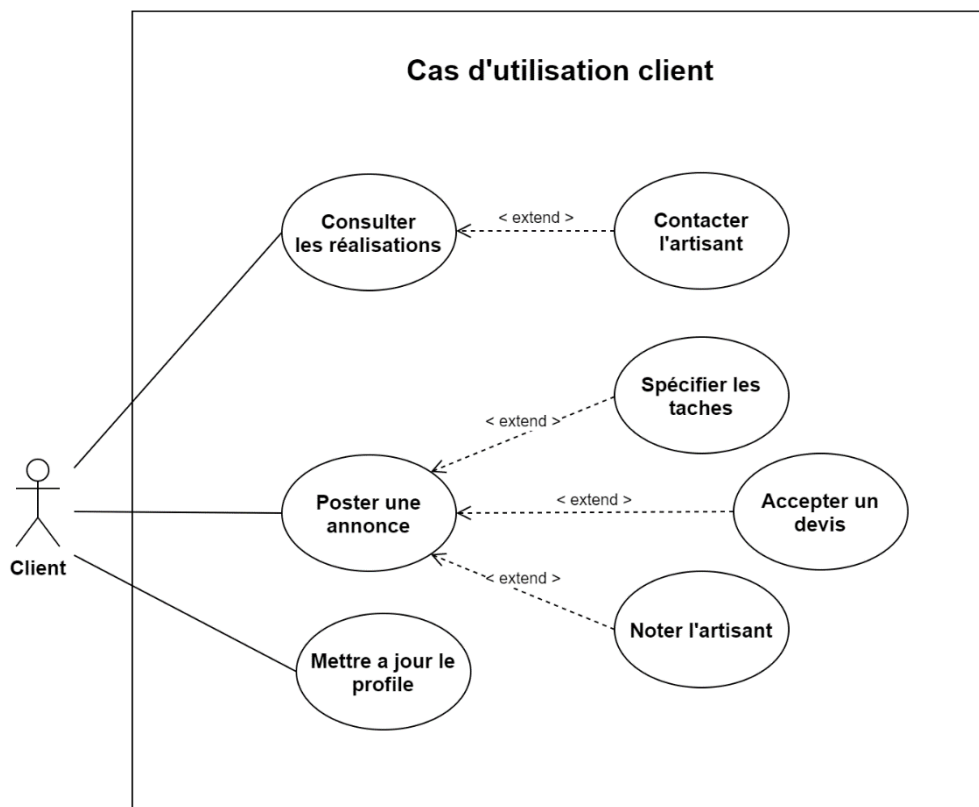 Cas d'utilisation client
Consulter
les réalisations
< extend >
Contacter
l'artisant
Spécifier les
taches
< extend >
Poster une
annonce
< extend >
Accepter un
devis
Client
< extend >
Noter l'artisant
Mettre a jour le
profile